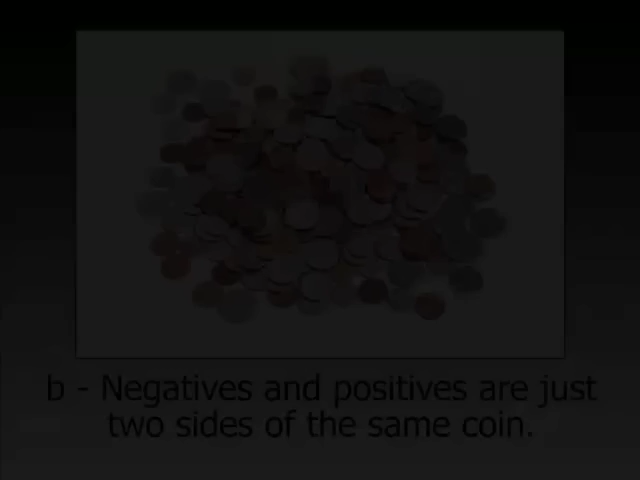 b - Negatives and positives are just
two sides of the same coin.